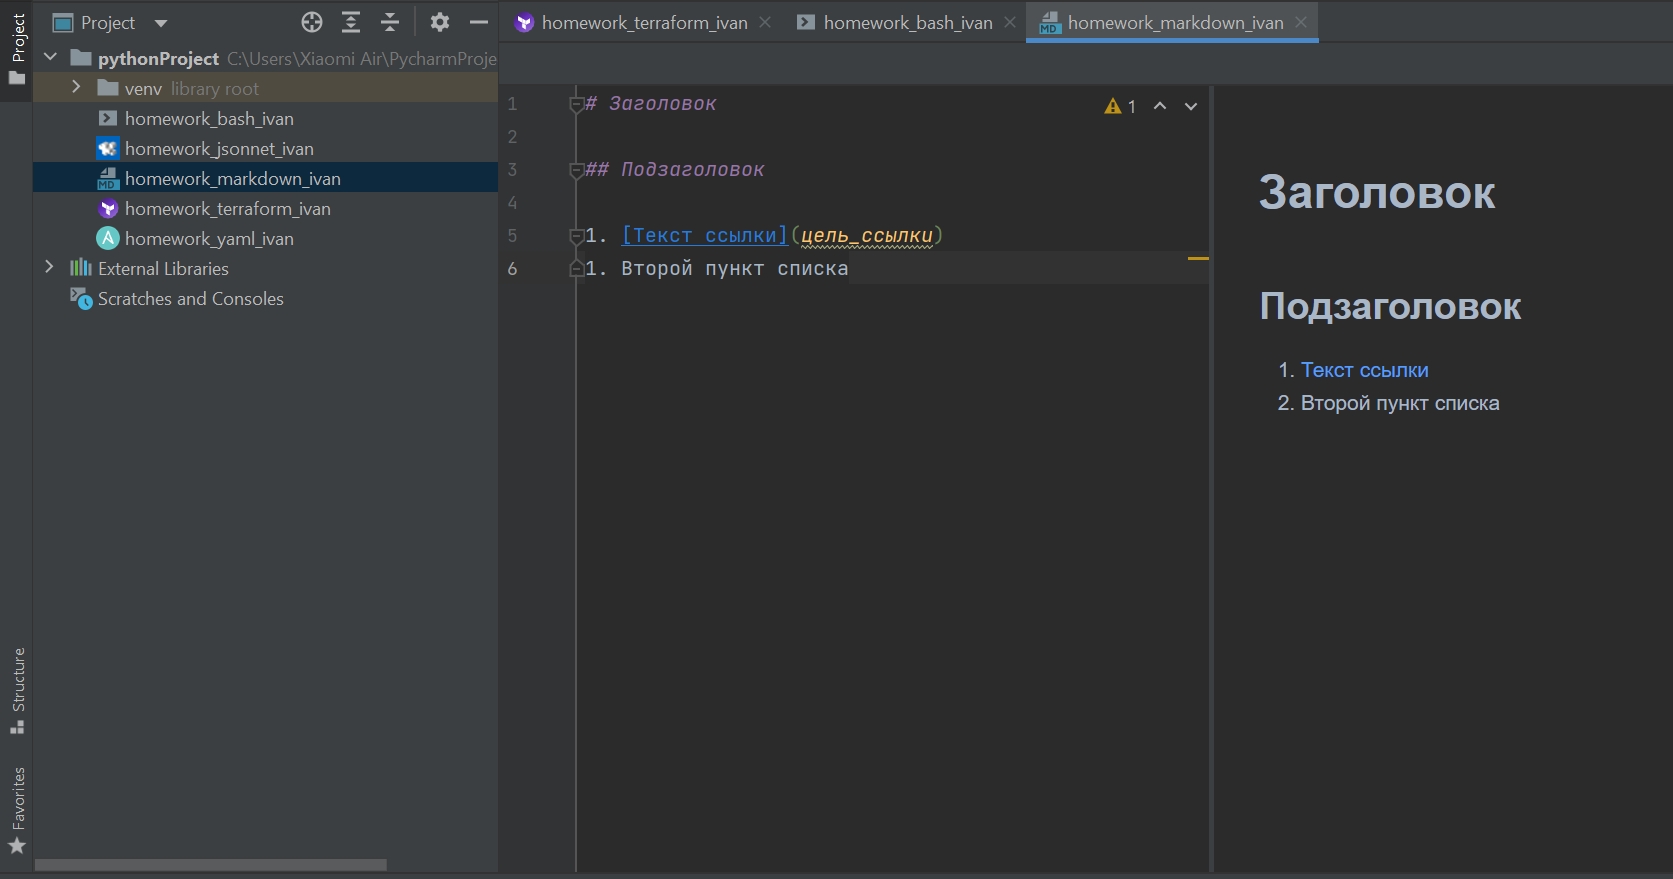 Project
Project
pythonProject C:\Users\Xiaomi Air\PycharmProje
venv library root
homework_bash_ivan
homework_jsonnet_ivan
homework_markdown_ivan
homework_terraform_ivan
homework_yaml_ivan
External Libraries
Scratches and Consoles
Structure
Favorites
homework_terraform_ivan
homework_bash_ivan
MD homework_markdown_ivan
1 # Заголовок
2
3 ## Подзаголовок
4
5 1. [Текст ссылки](цель_ссылки)
6 1. Второй пункт списка
1
Заголовок
Подзаголовок
1. Текст ссылки
2. Второй пункт списка